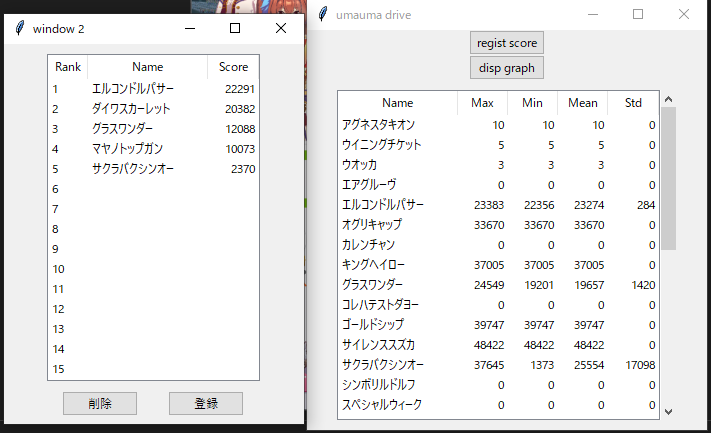 window 2
Rank Name Score
1 エルコンドルパサー 22291
2 ダイワスカーレット 20382
3 グラスワンダー 12088
4 マヤノトップガン 10073
5 サクラバクシンオー 2370
6
7
8
9
10
11
12
13
14
15
削除 登録
umauma drive
regist score
disp graph
Name Max Min Mean Std
アグネスタキオン 10 10 10 0
ウイニングチケット 5 5 5 0
ウオッカ 3 3 3 0
エアグルーヴ 0 0 0 0
エルコンドルパサー 23383 22356 23274 284
オグリキャップ 33670 33670 33670 0
カレンチャン 0 0 0 0
キングヘイロー 37005 37005 37005 0
グラスワンダー 24549 19201 19657 1420
コレハテストダヨー 0 0 0 0
ゴールドシップ 39747 39747 39747 0
サイレンススズカ 48422 48422 48422 0
サクラバクシンオー 37645 1373 25554 17098
シンボリルドルフ 0 0 0 0
スペシャルウィーク 0 0 0 0